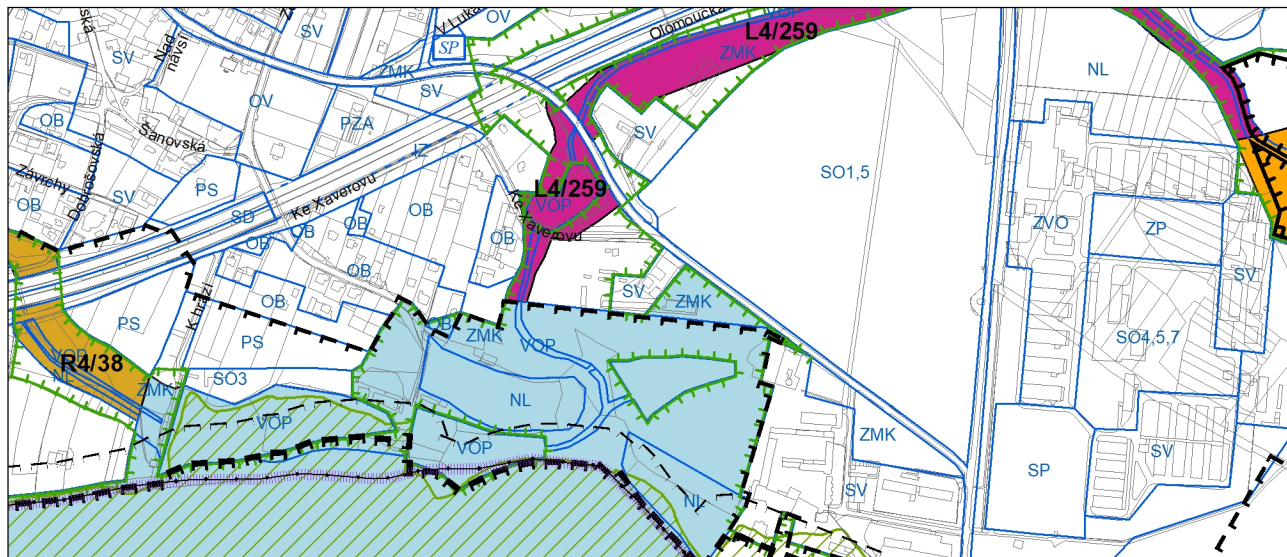 SV
OV
V Luká
Olomoucká
VOP
L4/259
ZMK
NL
SP
Nad
návsí
SV
ZMK
SV
OV
PZA
IZ
OB
Šanovská
SV
SO1,5
ZVO
ZP
Závrchy
Dobrošovská
OB
SV
PS
SD
Ke Xaverovu
OB
OB
OB
OB
OB
OB
L4/259
VOP
Ke Xaverovu
SV
SV
ZMK
OB
PS
K hrázi
PS
OB
ZMK
VOP
SO4,5,7
VOP
R4/38
NL
ZMK
SO3
NL
VOP
VOP
NL
ZMK
SV
SP
SV